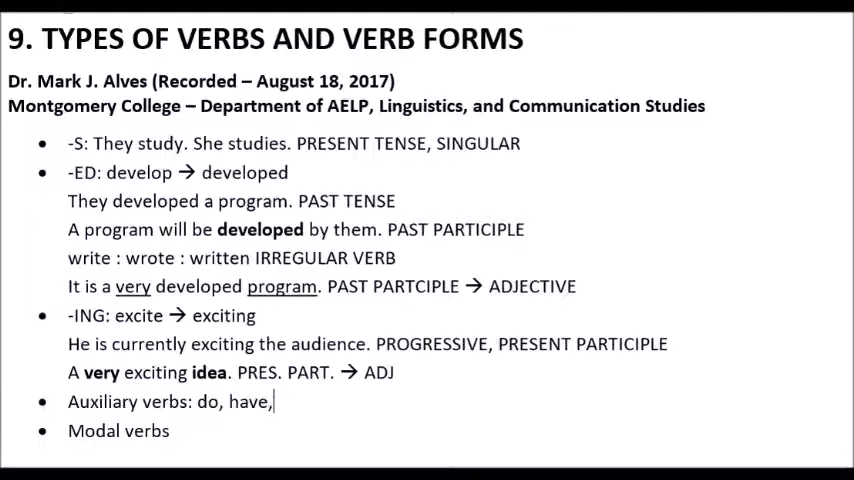 9. TYPES OF VERBS AND VERB FORMS
Dr. Mark J. Alves (Recorded – August 18, 2017)
Montgomery College – Department of AELP, Linguistics, and Communication Studies
• -S: They study. She studies. PRESENT TENSE, SINGULAR
• -ED: develop → developed
They developed a program. PAST TENSE
A program will be developed by them. PAST PARTICIPLE
write : wrote : written IRREGULAR VERB
It is a very developed program. PAST PARTCIPLE → ADJECTIVE
• -ING: excite → exciting
He is currently exciting the audience. PROGRESSIVE, PRESENT PARTICIPLE
A very exciting idea. PRES. PART. → ADJ
• Auxiliary verbs: do, have,
• Modal verbs